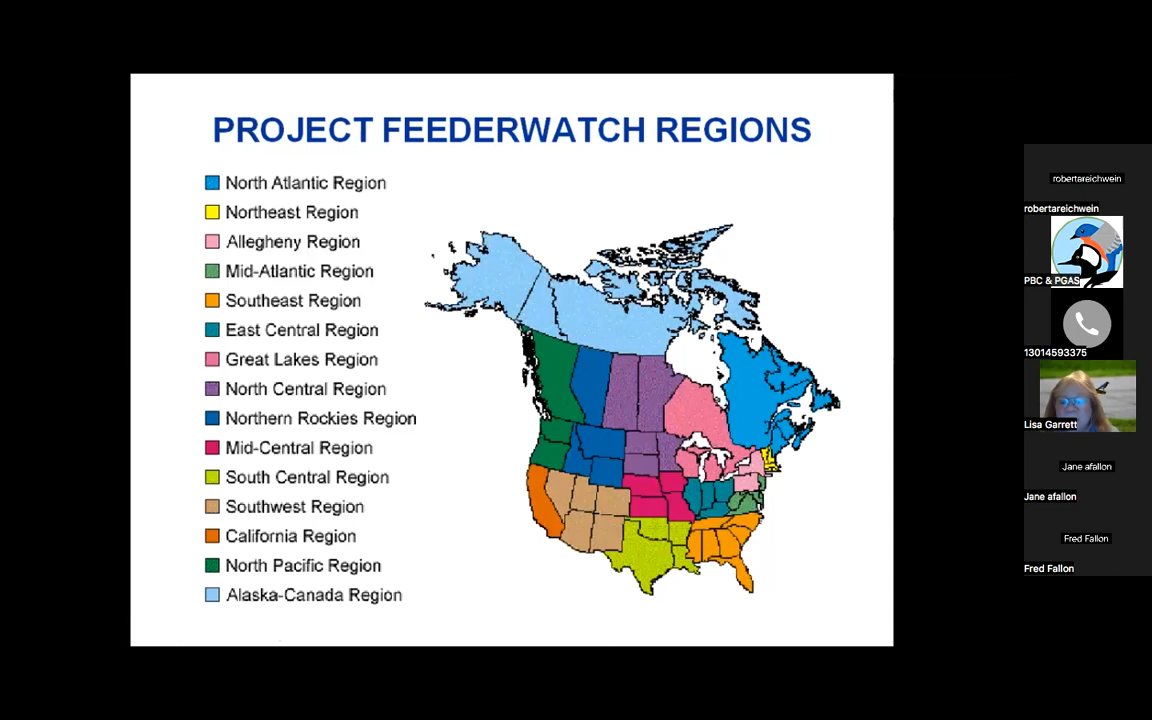 PROJECT FEEDERWATCH REGIONS
North Atlantic Region
Northeast Region
Allegheny Region
Mid-Atlantic Region
Southeast Region
East Central Region
Great Lakes Region
North Central Region
Northern Rockies Region
Mid-Central Region
South Central Region
Southwest Region
California Region
North Pacific Region
Alaska-Canada Region
robertareichwein
robertareichwein
PBC & PGAS
13014593375
Lisa Garrett
Jane afallon
Jane afallon
Fred Fallon
Fred Fallon